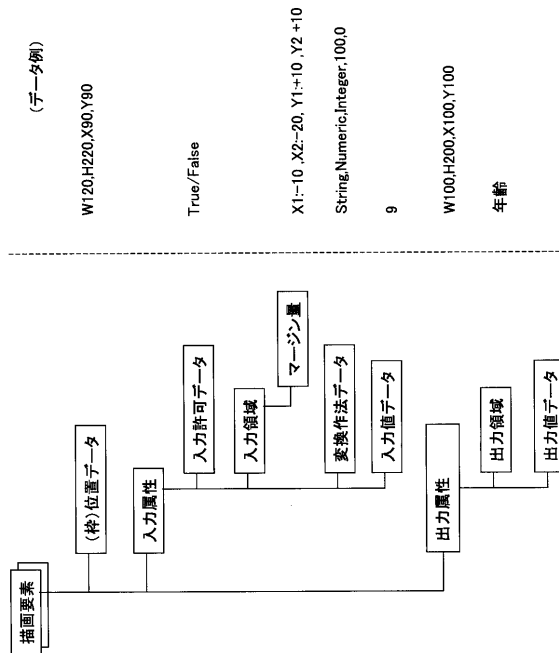 (データ例)
描画要素
(枠)位置データ
W120,H220,X90,Y90
入力属性
入力許可データ
True/False
入力領域
マージン量
X1:-10 ,X2:-20, Y1:+10 ,Y2 +10
変換作法データ
String,Numeric,Integer,100,0
入力値データ
9
出力属性
出力領域
W100,H200,X100,Y100
出力値データ
年齢